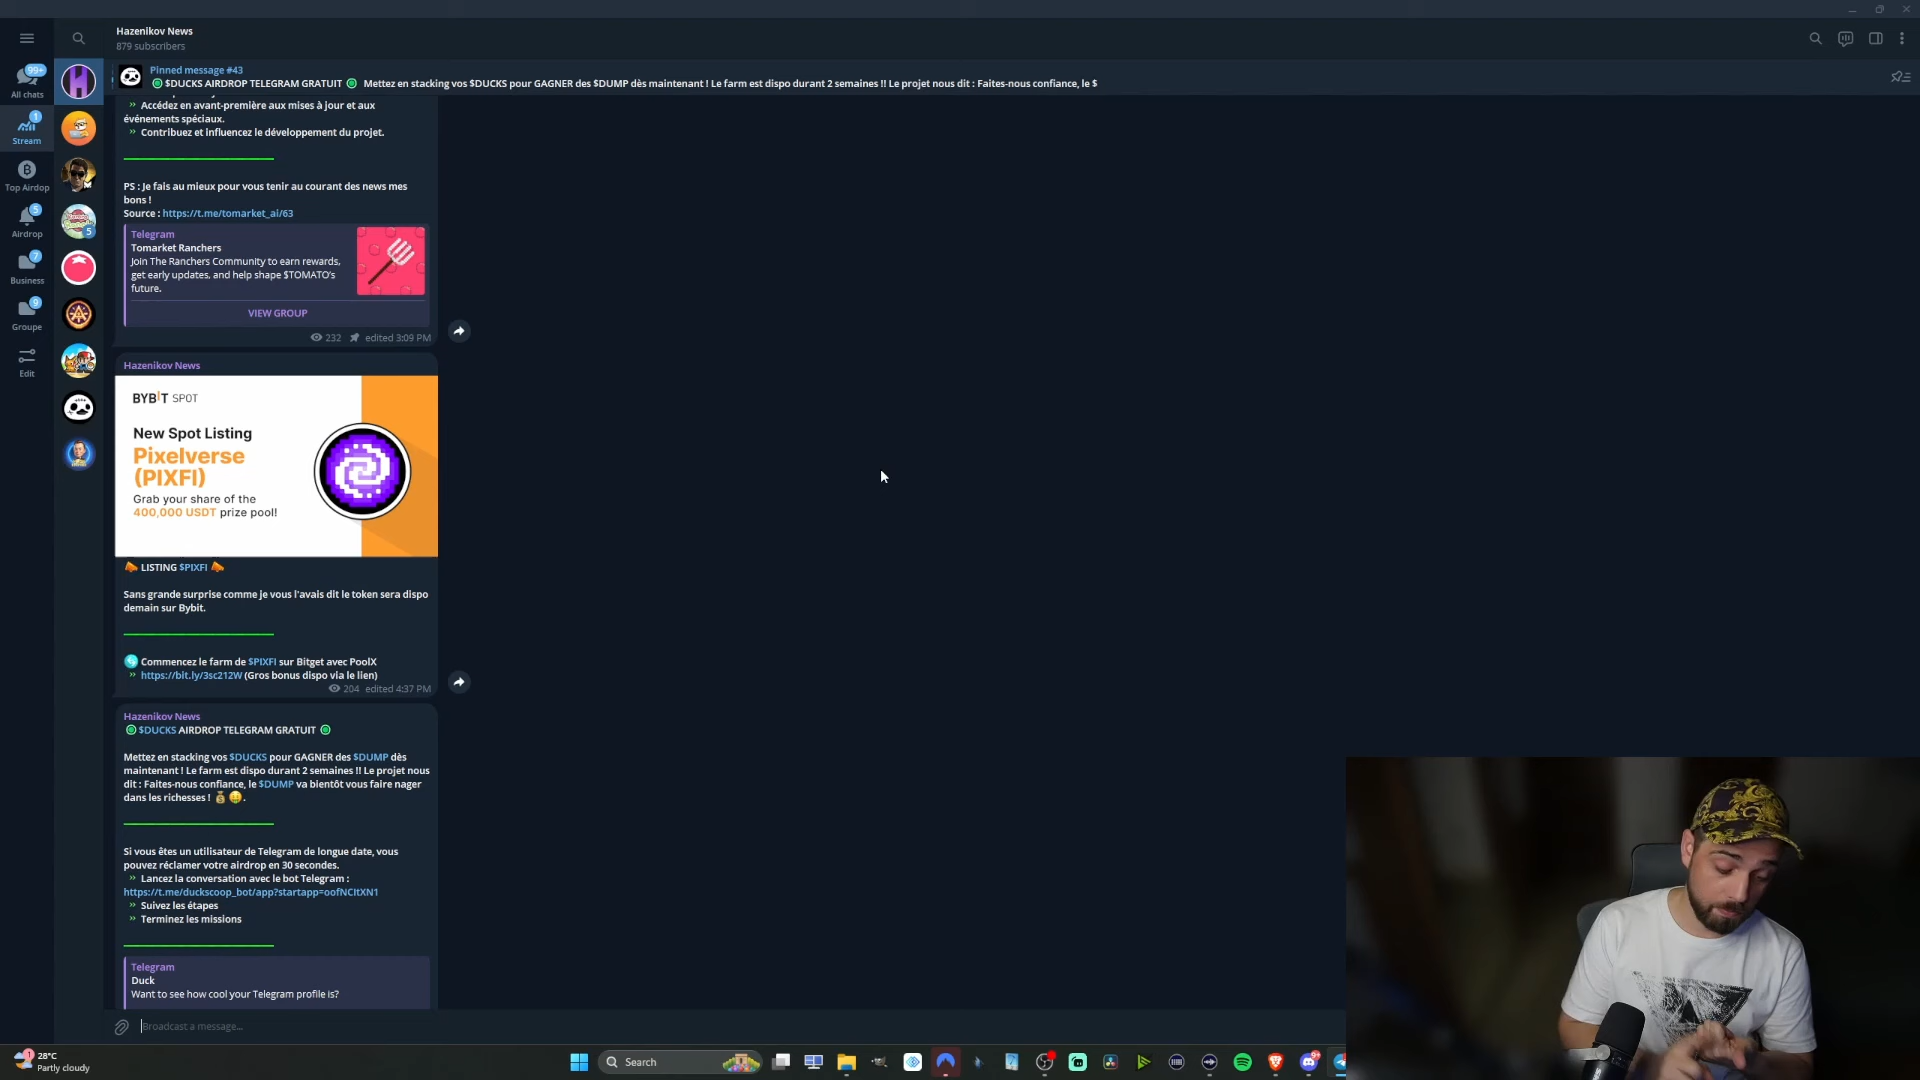 Hazenikov News
879 subscribers
Pinned message #43
$DUCKS AIRDROP TELEGRAM GRATUIT Mettez en stacking vos $DUCKS pour GAGNER des $DUMP dès maintenant ! Le farm est dispo durant 2 semaines !! Le projet nous dit : Faites-nous confiance, le $
99+
All chats
1
Stream
Top Airdop
5
Airdrop
7
Business
9
Groupe
Edit
5
Accédez en avant-première aux mises à jour et aux
événements spéciaux.
Contribuez et influencez le développement du projet.
PS : Je fais au mieux pour vous tenir au courant des news mes
bons !
Source : https://t.me/tomarket_ai/63
Telegram
Tomarket Ranchers
Join The Ranchers Community to earn rewards,
get early updates, and help shape $TOMATO's
future.
VIEW GROUP
232 edited 3:09 PM
Hazenikov News
BYBIT SPOT
New Spot Listing
Pixelverse
(PIXFI)
Grab your share of the
400,000 USDT prize pool!
LISTING $PIXFI
Sans grande surprise comme je vous l'avais dit le token sera dispo
demain sur Bybit.
Commencez le farm de $PIXFI sur Bitget avec PoolX
https://bit.ly/3sc212W (Gros bonus dispo via le lien)
204 edited 4:37 PM
Hazenikov News
$DUCKS AIRDROP TELEGRAM GRATUIT
Mettez en stacking vos $DUCKS pour GAGNER des $DUMP dès
maintenant ! Le farm est dispo durant 2 semaines !! Le projet nous
dit : Faites-nous confiance, le $DUMP va bientôt vous faire nager
dans les richesses !
Si vous êtes un utilisateur de Telegram de longue date, vous
pouvez réclamer votre airdrop en 30 secondes.
Lancez la conversation avec le bot Telegram :
https://t.me/duckscoop_bot/app?startapp=oofNCItXN1
Suivez les étapes
Terminez les missions
Telegram
Duck
Want to see how cool your Telegram profile is?
Broadcast a message...
1
28°C
Partly cloudy
Search